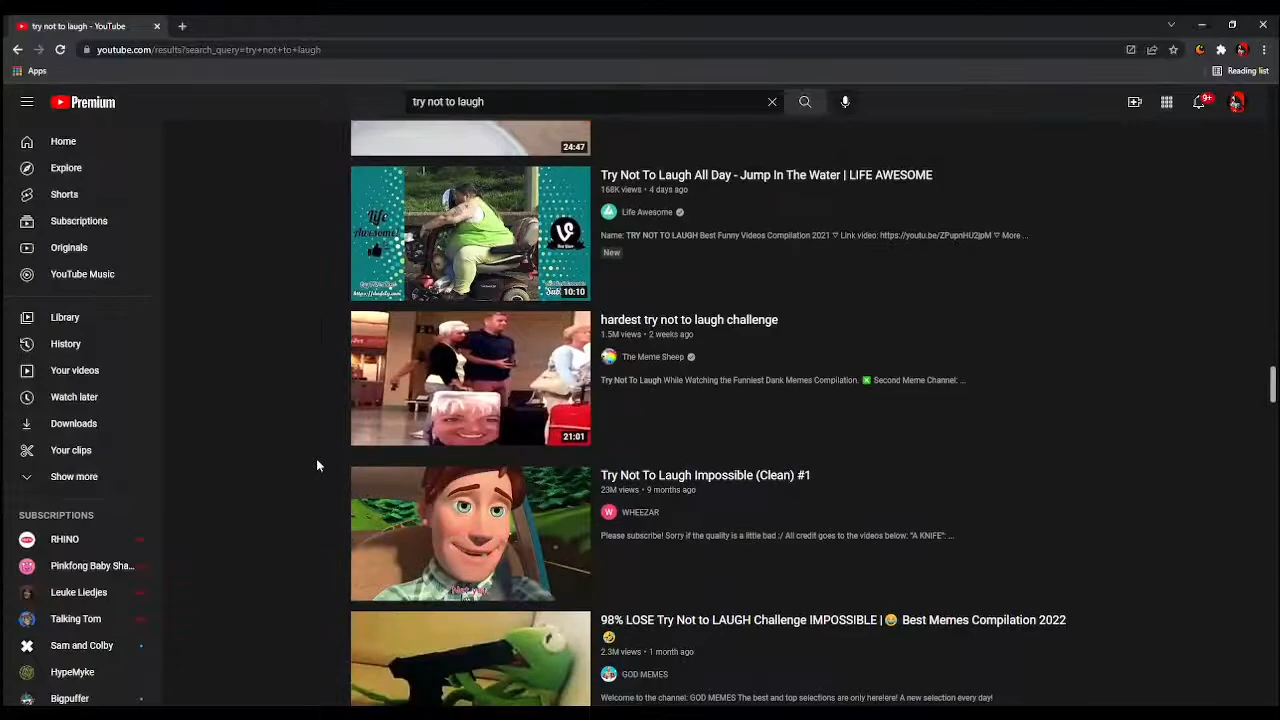 try not to laugh - YouTube
youtube.com/results?search_query=try+not+to+laugh
Apps
Reading list
Premium
try not to laugh
9+
Home
Explore
Shorts
Subscriptions
Originals
YouTube Music
Library
History
Your videos
Watch later
Downloads
Your clips
Show more
SUBSCRIPTIONS
RHINO
Pinkfong Baby Sha...
Leuke Liedjes
Talking Tom
Sam and Colby
HypeMyke
Bigpuffer
24:47
Life
Awesome!
10:10
Try Not To Laugh All Day - Jump In The Water | LIFE AWESOME
168K views • 4 days ago
Life Awesome
Name: TRY NOT TO LAUGH Best Funny Videos Compilation 2021 ▽ Link video: https://youtu.be/ZPupnHU2jpM ▽ More ...
New
21:01
hardest try not to laugh challenge
1.5M views • 2 weeks ago
The Meme Sheep
Try Not To Laugh While Watching the Funniest Dank Memes Compilation. ❎ Second Meme Channel: ...
Try Not To Laugh Impossible (Clean) #1
23M views • 9 months ago
W WHEEZAR
Please subscribe! Sorry if the quality is a little bad :/ All credit goes to the videos below: "A KNIFE": ...
98% LOSE Try Not to LAUGH Challenge IMPOSSIBLE | 😂 Best Memes Compilation 2022
🤣
2.3M views • 1 month ago
GOD MEMES
Welcome to the channel: GOD MEMES The best and top selections are only here!ere! A new selection every day!